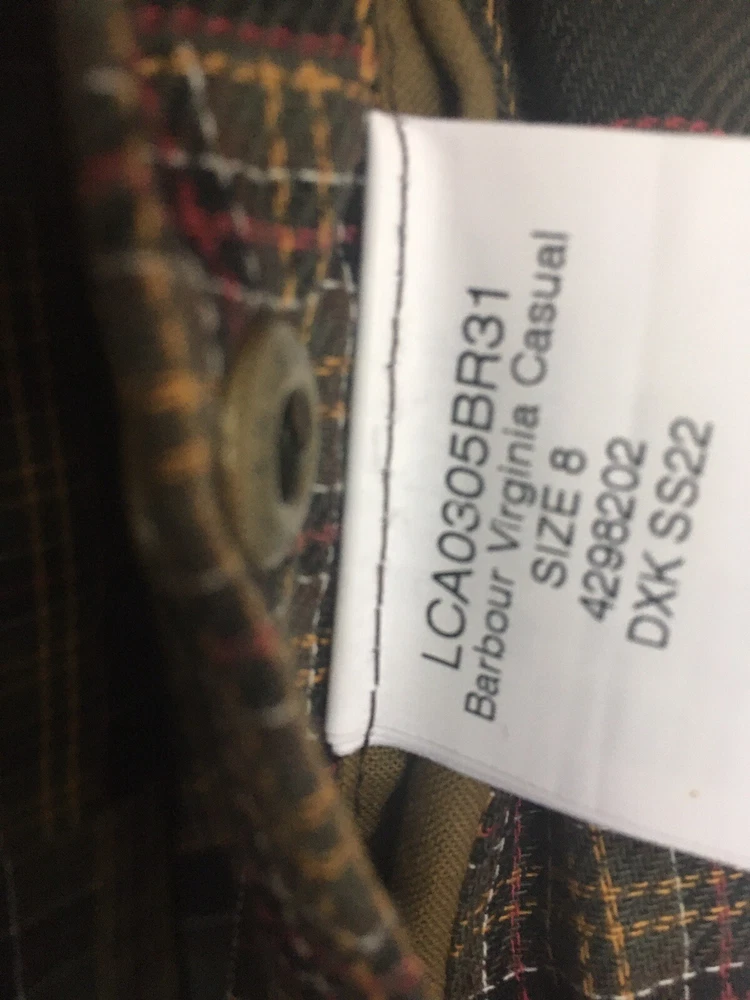 LCA0305BR31
Barbour Virginia Casual
SIZE 8
4298202
DXK SS22